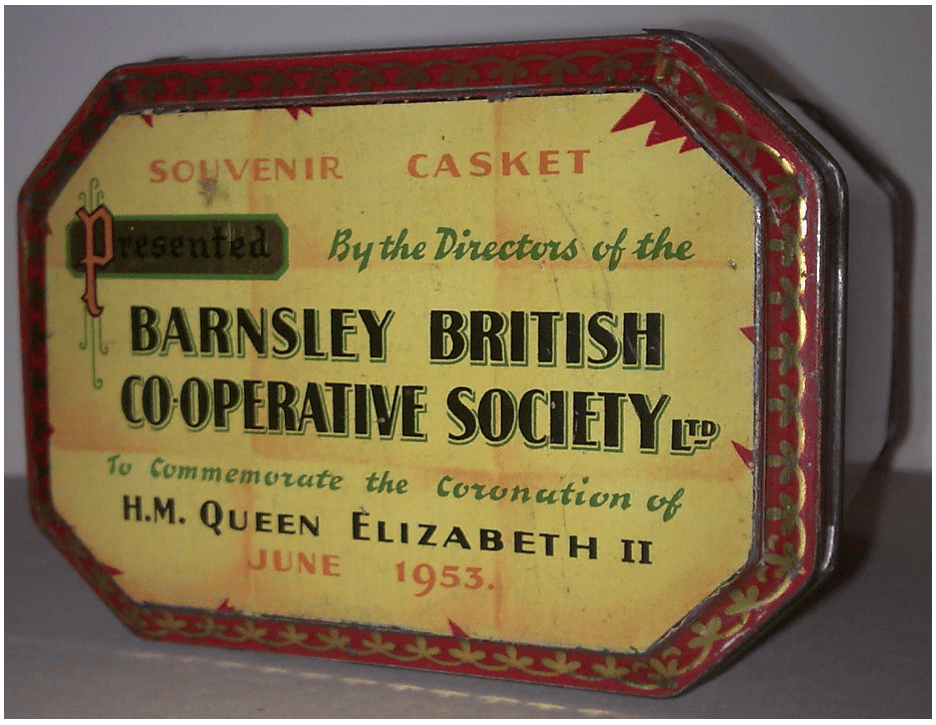 SOUVENIR CASKET
Presented By the Directors of the
BARNSLEY BRITISH
CO-OPERATIVE SOCIETY LTD
To Commemorate the Coronation of
H.M. QUEEN ELIZABETH II
JUNE 1953.